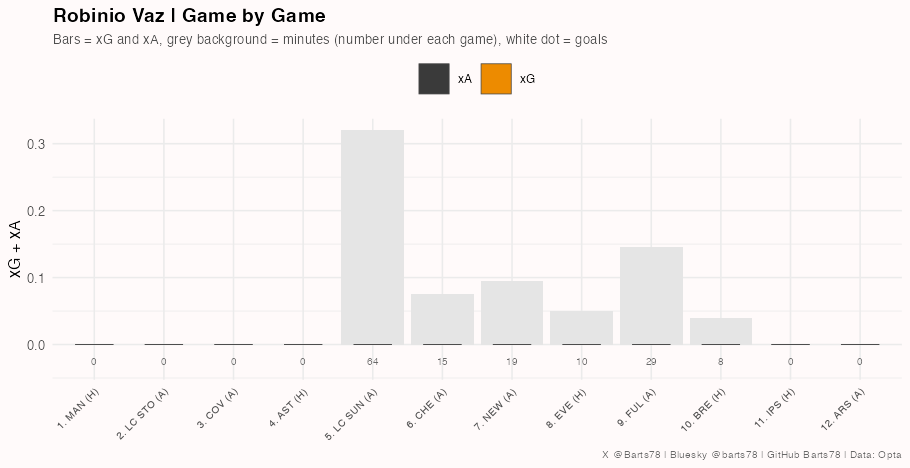 Robinio Vaz | Game by Game
Bars = xG and xA, grey background = minutes (number under each game), white dot = goals
xA
xG
xG + xA
0.3
0.2
0.1
0.0
0
0
0
0
64
15
19
10
29
8
0
0
1. MAN (H)
2. LC STO (A)
3. COV (A)
4. AST (H)
5. LC SUN (A)
6. CHE (A)
7. NEW (A)
8. EVE (H)
9. FUL (A)
10. BRE (H)
11. IPS (H)
12. ARS (A)
X @Barts78 | Bluesky @barts78 | GitHub Barts78 | Data: Opta